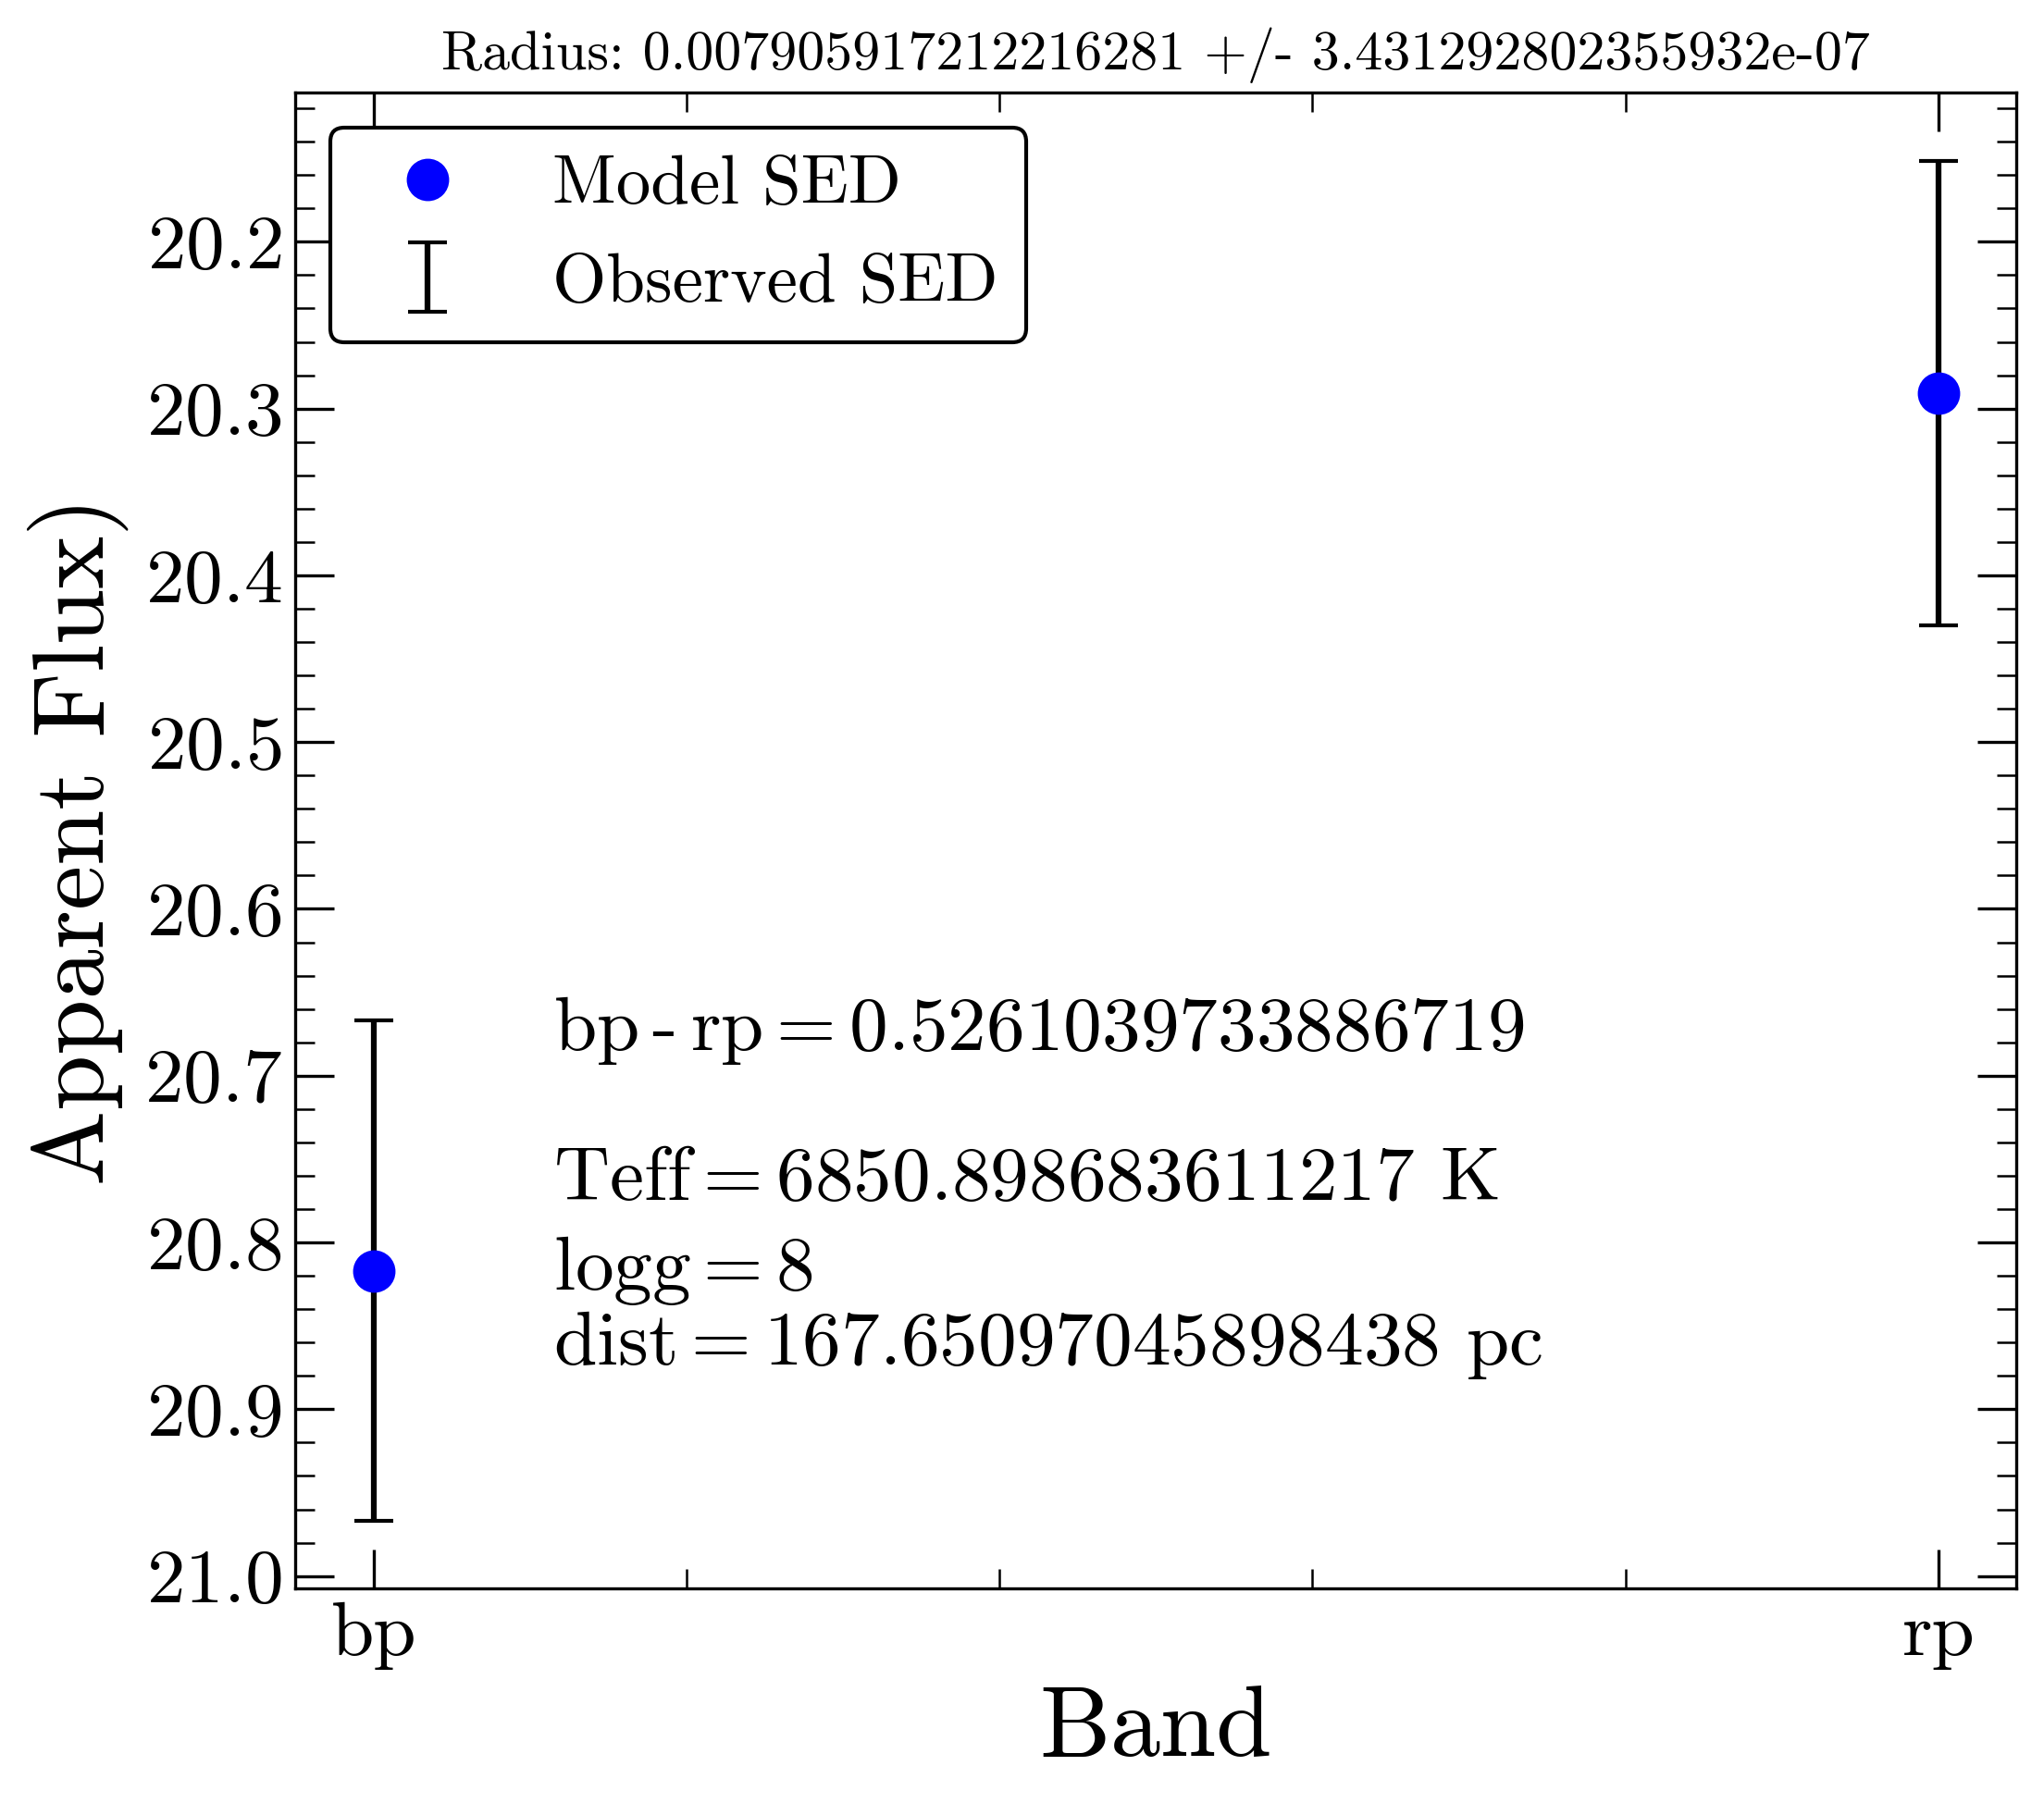 Radius: 0.007905917212216281 +/- 3.431292802355932e-07
Model SED
Observed SED
20.2
20.3
20.4
20.5
20.6
20.7
20.8
20.9
21.0
Apparent Flux)
bp - rp = 0.5261039733886719
Teff = 6850.898683611217 K
logg = 8
dist = 167.65097045898438 pc
bp
rp
Band